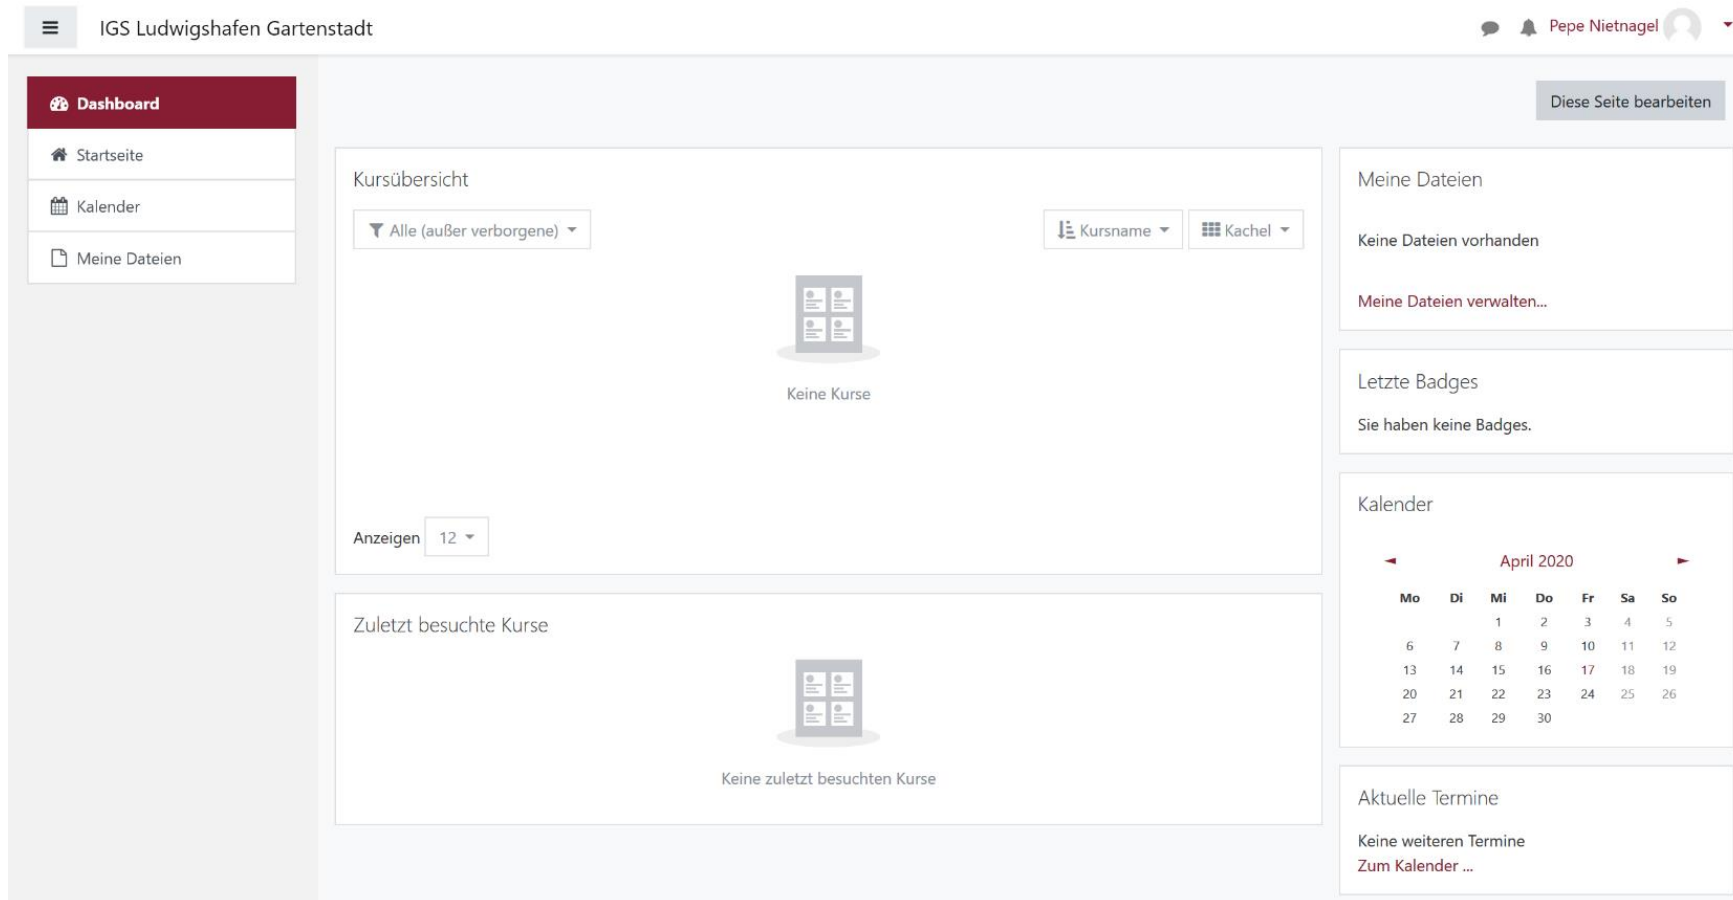 IGS Ludwigshafen Gartenstadt
Pepe Nietnagel
Dashboard
Startseite
Kalender
Meine Dateien
Diese Seite bearbeiten
Kursübersicht
Alle (außer verborgene)
Kursname
Kachel
Keine Kurse
Anzeigen 12
Zuletzt besuchte Kurse
Keine zuletzt besuchten Kurse
Meine Dateien
Keine Dateien vorhanden
Meine Dateien verwalten...
Letzte Badges
Sie haben keine Badges.
Kalender
◄ April 2020 ►
Mo Di Mi Do Fr Sa So
1 2 3 4 5
6 7 8 9 10 11 12
13 14 15 16 17 18 19
20 21 22 23 24 25 26
27 28 29 30
Aktuelle Termine
Keine weiteren Termine
Zum Kalender ...